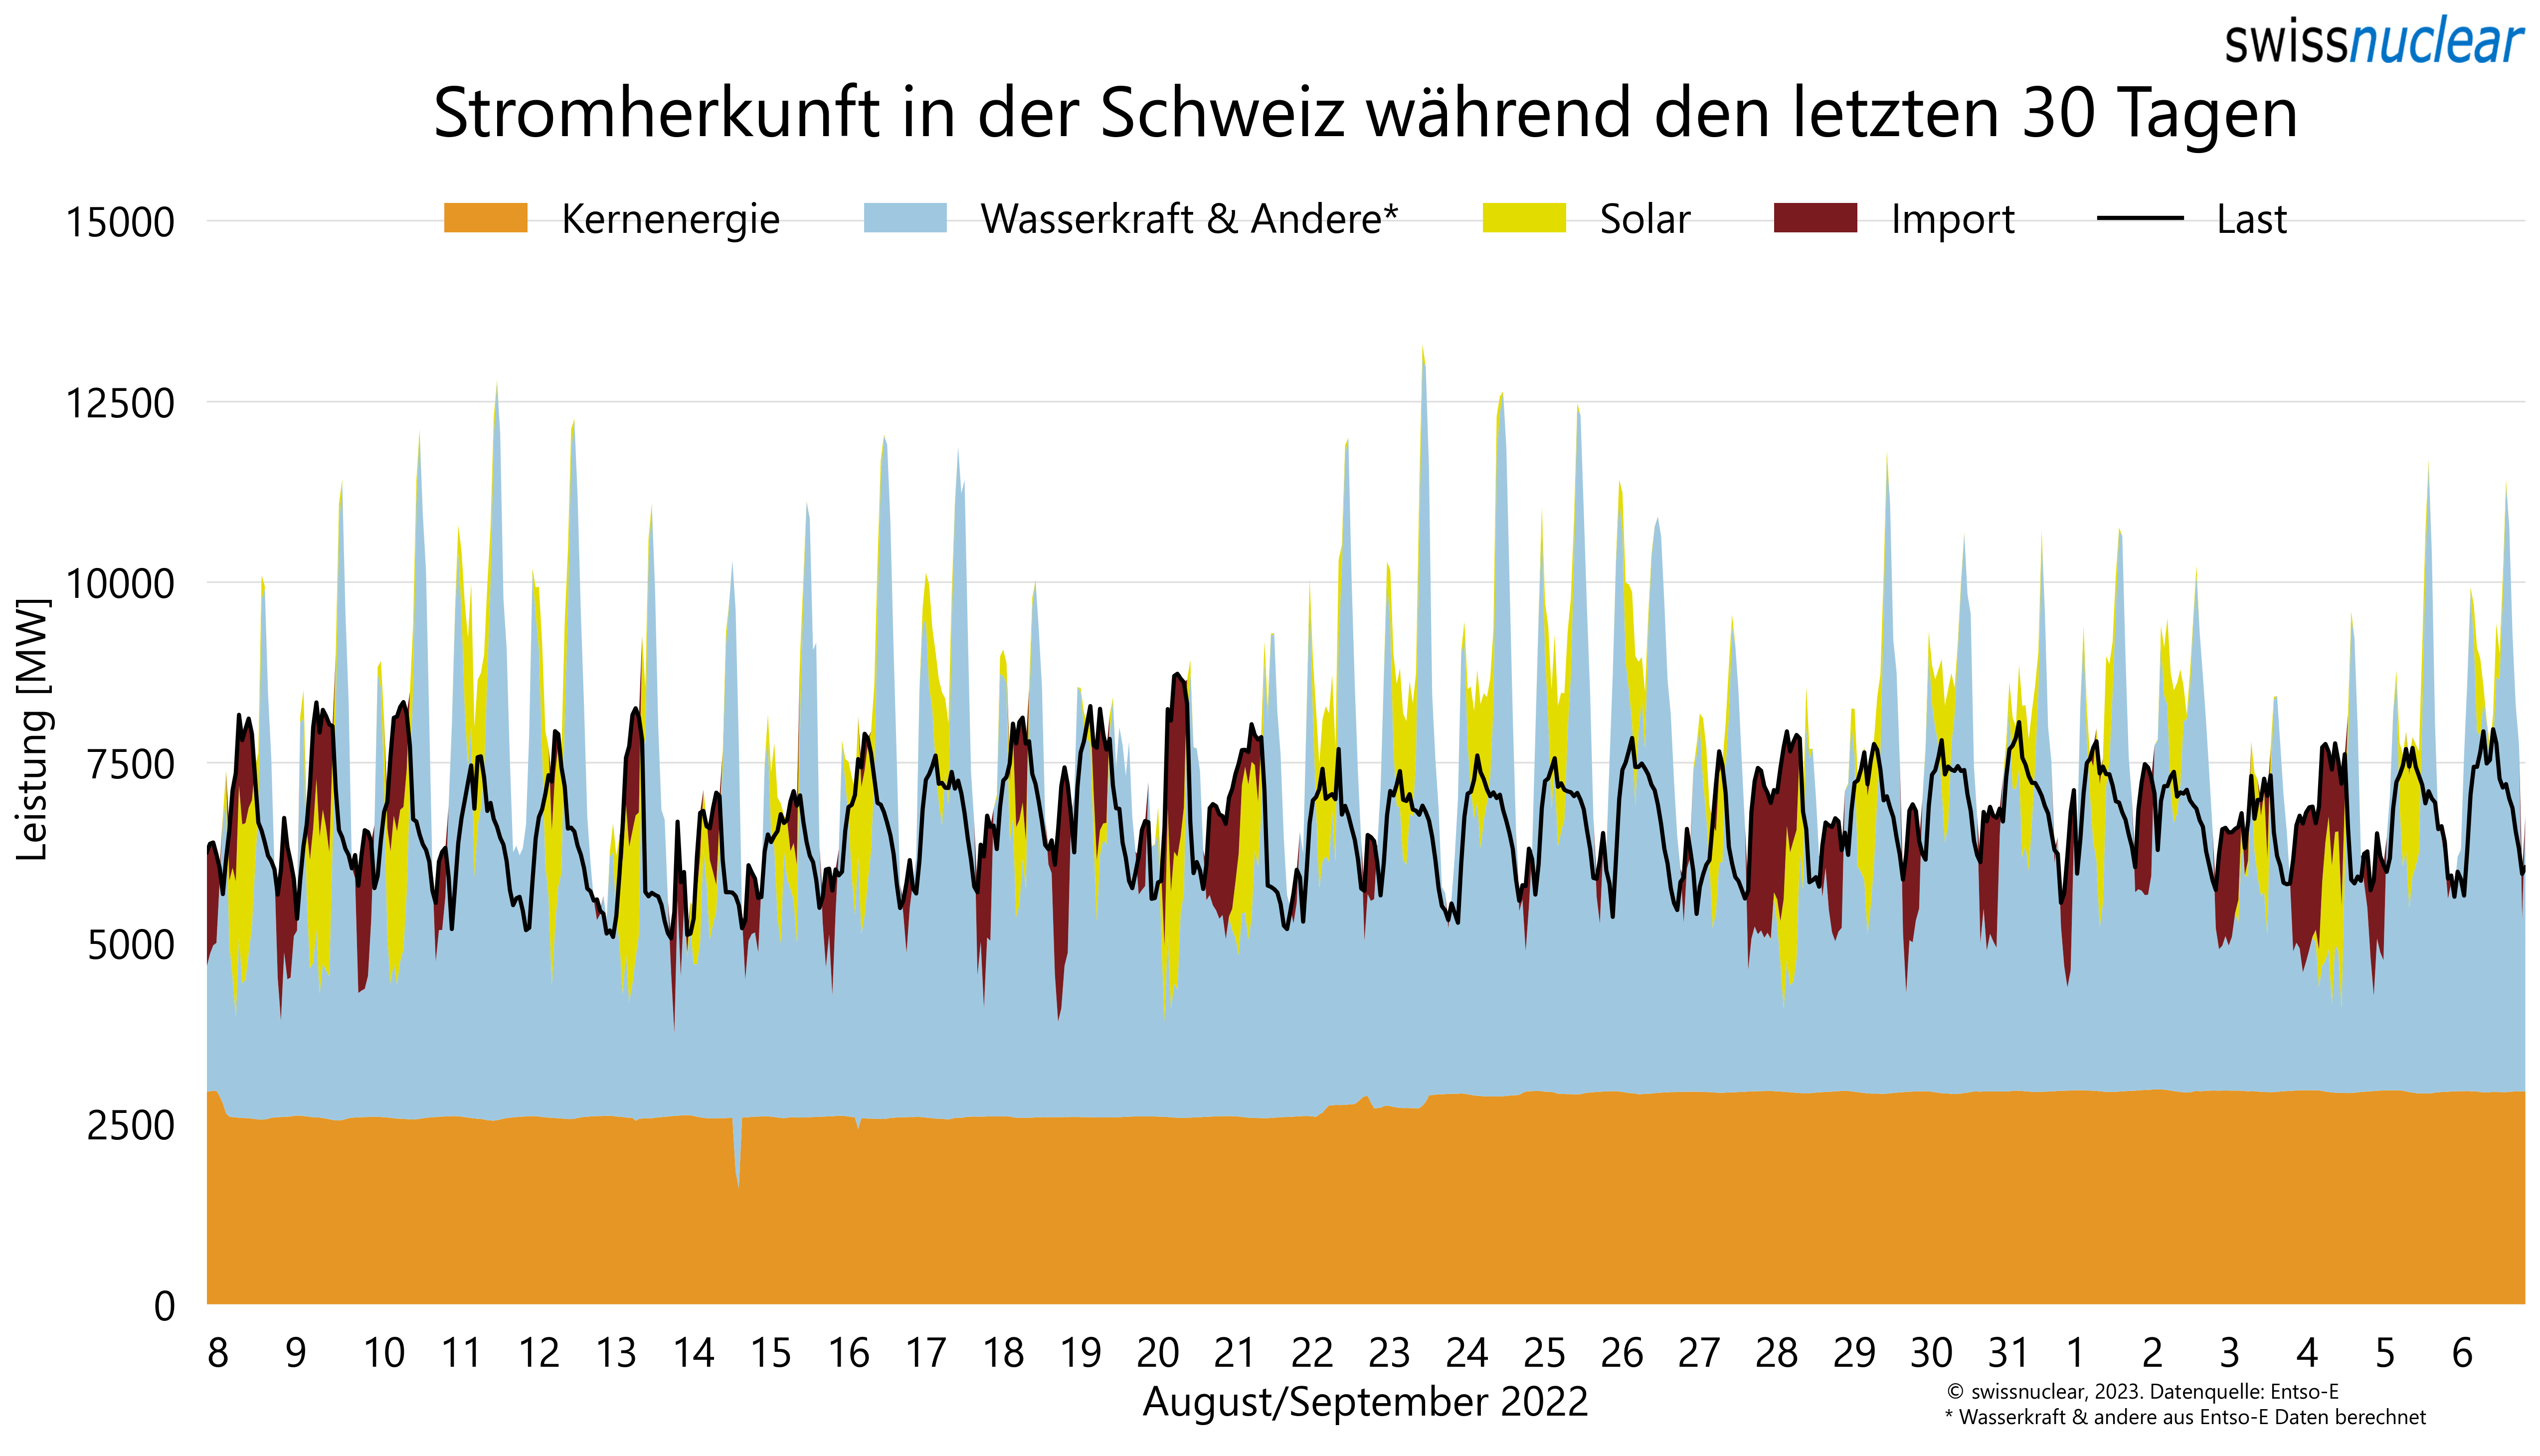 swissnuclear
Stromherkunft in der Schweiz während den letzten 30 Tagen
Kernenergie Wasserkraft & Andere* Solar Import Last
15000
12500
10000
7500
5000
2500
0
Leistung [MW]
8 9 10 11 12 13 14 15 16 17 18 19 20 21 22 23 24 25 26 27 28 29 30 31 1 2 3 4 5 6
August/September 2022
© swissnuclear, 2023. Datenquelle: Entso-E
* Wasserkraft & andere aus Entso-E Daten berechnet